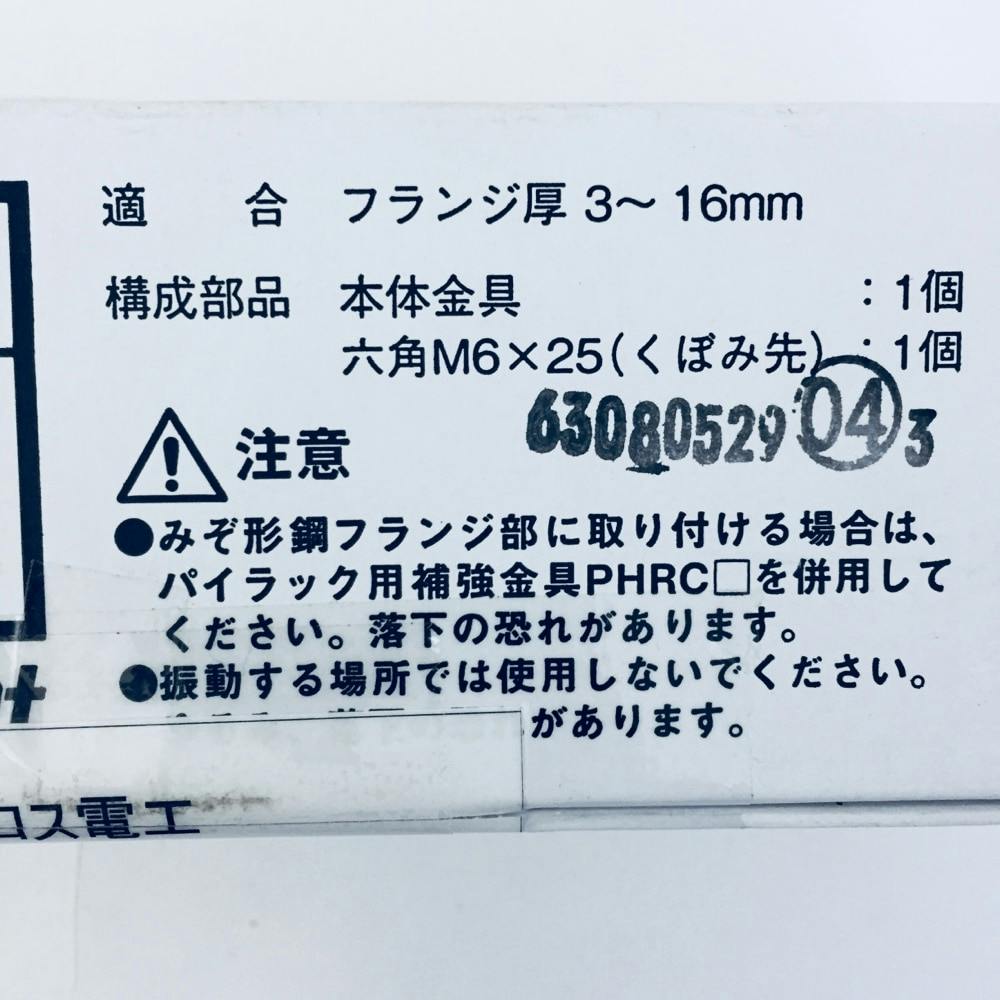 適　合 フランジ厚 3〜16mm
構成部品 本体金具 :1個
六角M6×25(くぼみ先) :1個
63080529 04 3
注意
●みぞ形鋼フランジ部に取り付ける場合は、
パイラック用補強金具PHRC□を併用して
ください。落下の恐れがあります。
●振動する場所では使用しないでください。
があります。
コス電工